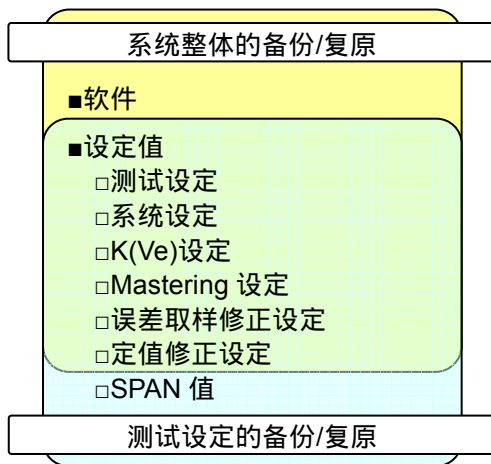 系统整体的备份/复原
■软件
■设定值
□测试设定
□系统设定
□K(Ve)设定
□Mastering 设定
□误差取样修正设定
□定值修正设定
□SPAN 值
测试设定的备份/复原